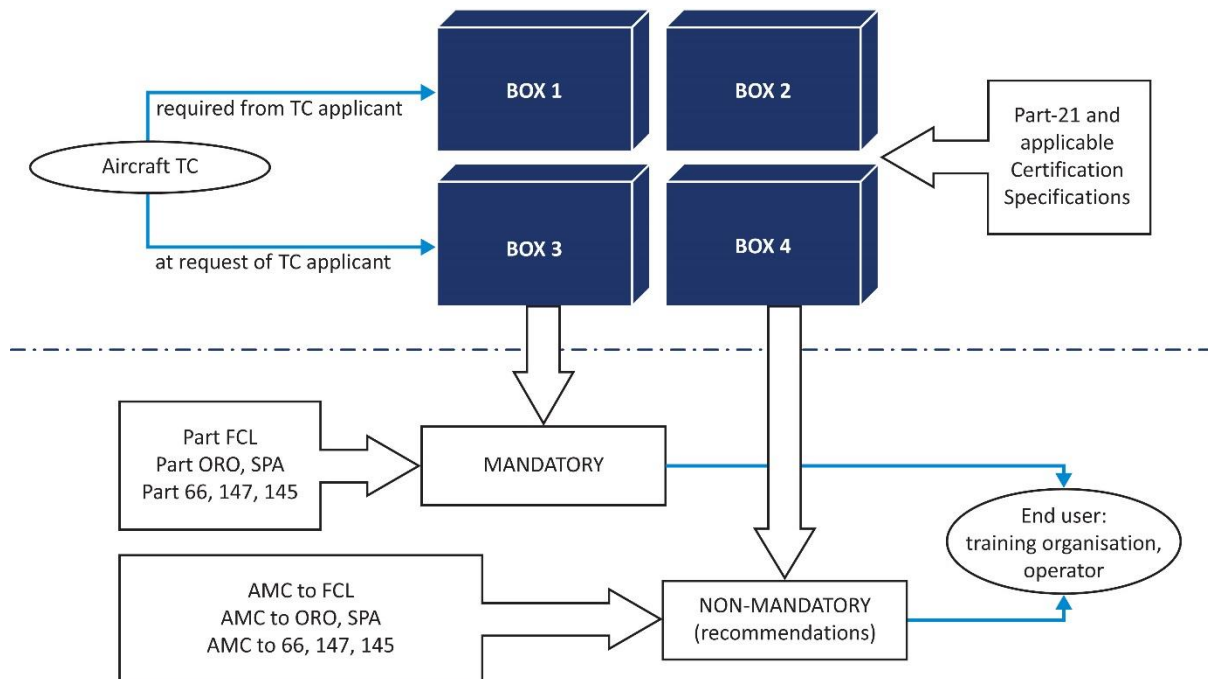 BOX 1
BOX 2
required from TC applicant
Aircraft TC
Part-21 and
applicable
Certification
Specifications
BOX 3
BOX 4
at request of TC applicant
Part FCL
Part ORO, SPA
Part 66, 147, 145
MANDATORY
End user:
training organisation,
operator
AMC to FCL
AMC to ORO, SPA
AMC to 66, 147, 145
NON-MANDATORY
(recommendations)